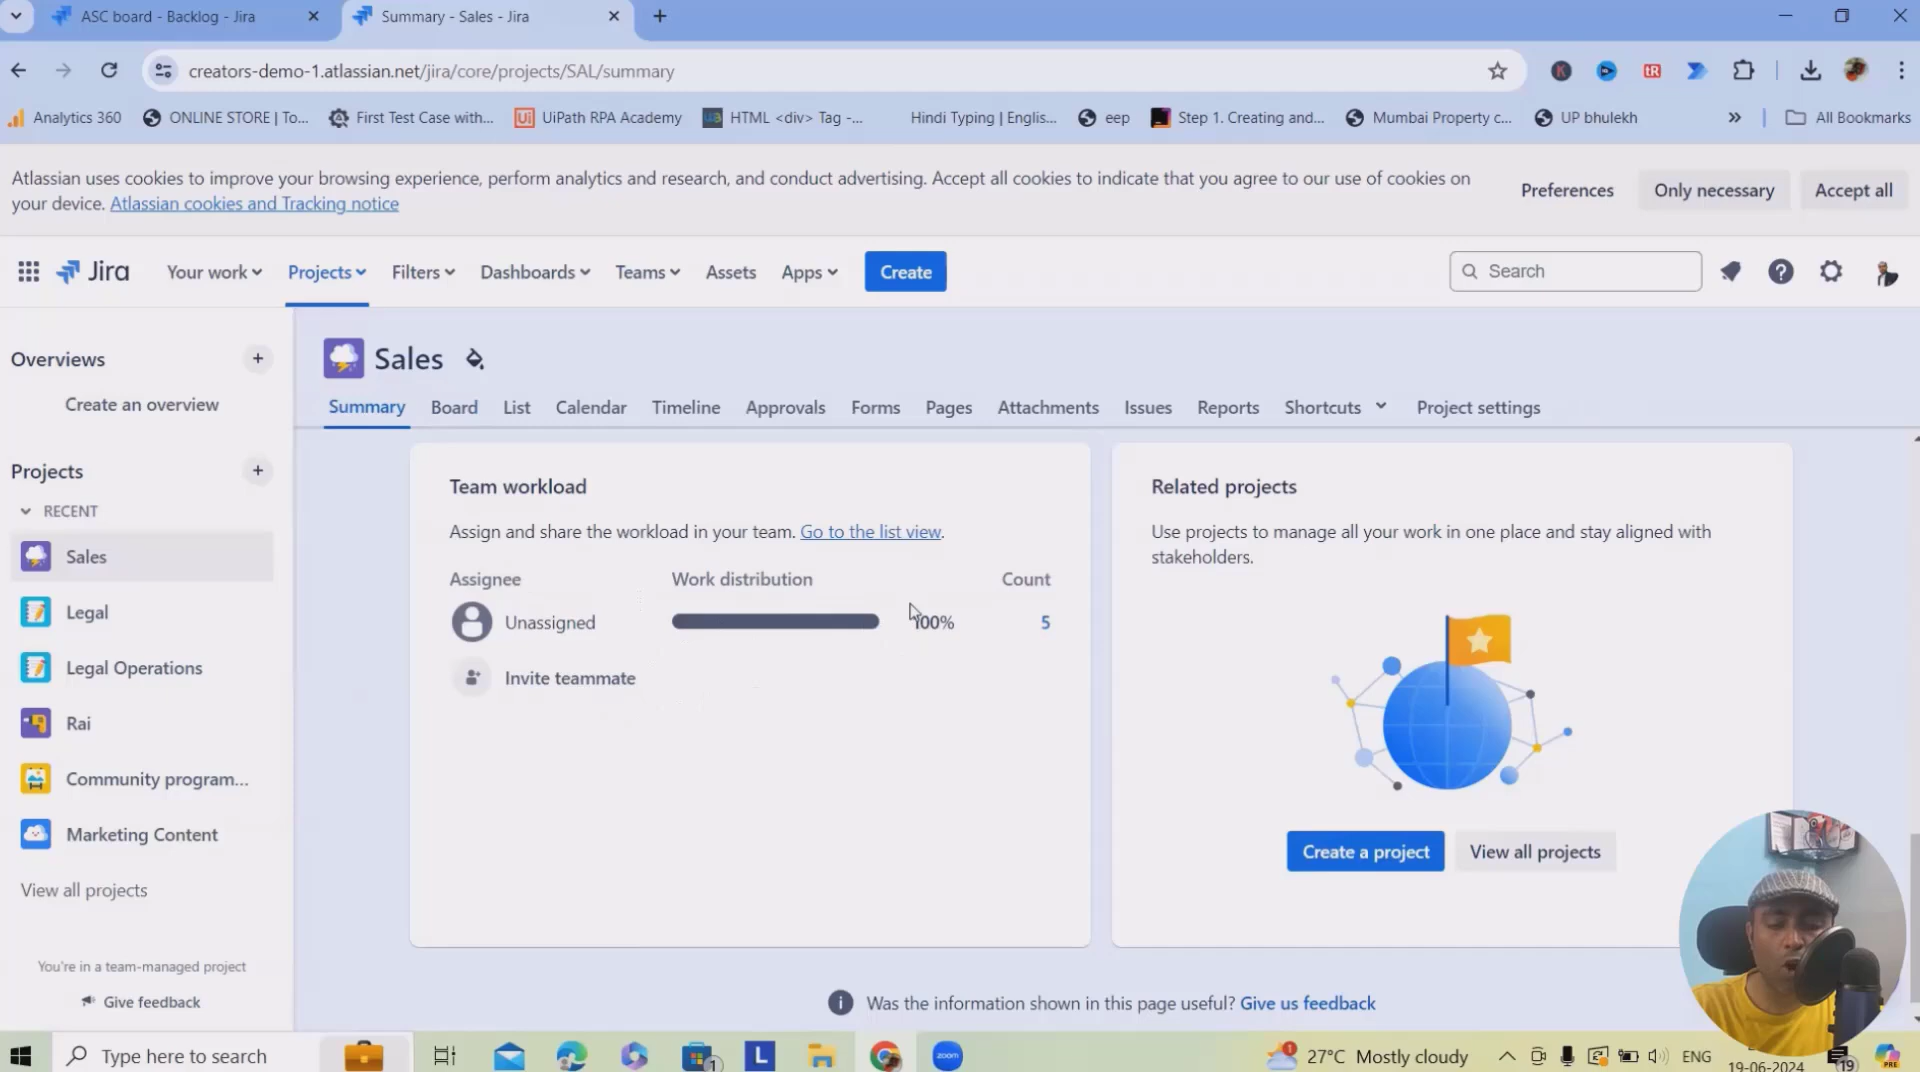 ASC board - Backlog - Jira
Summary - Sales - Jira
creators-demo-1.atlassian.net/jira/core/projects/SAL/summary
Analytics 360
ONLINE STORE | To...
First Test Case with...
UiPath RPA Academy
HTML <div> Tag -...
Hindi Typing | Englis...
eep
Step 1. Creating and...
Mumbai Property c...
UP bhulekh
All Bookmarks
Atlassian uses cookies to improve your browsing experience, perform analytics and research, and conduct advertising. Accept all cookies to indicate that you agree to our use of cookies on
your device. Atlassian cookies and Tracking notice
Preferences
Only necessary
Accept all
Jira
Your work
Projects
Filters
Dashboards
Teams
Assets
Apps
Create
Search
Overviews
Create an overview
Projects
RECENT
Sales
Legal
Legal Operations
Rai
Community program...
Marketing Content
View all projects
You're in a team-managed project
Give feedback
Sales
Summary
Board
List
Calendar
Timeline
Approvals
Forms
Pages
Attachments
Issues
Reports
Shortcuts
Project settings
Team workload
Assign and share the workload in your team. Go to the list view.
Assignee
Work distribution
Count
Unassigned
100%
5
Invite teammate
Related projects
Use projects to manage all your work in one place and stay aligned with
stakeholders.
Create a project
View all projects
Was the information shown in this page useful? Give us feedback
Type here to search
1
L
zoom
1
27°C Mostly cloudy
ENG
19-06-2024
19
PRE